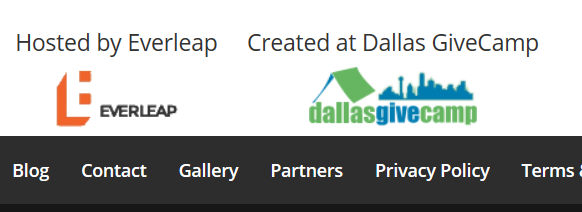 Hosted by Everleap Created at Dallas GiveCamp
EVERLEAP dallasgivecamp
Blog Contact Gallery Partners Privacy Policy Terms &